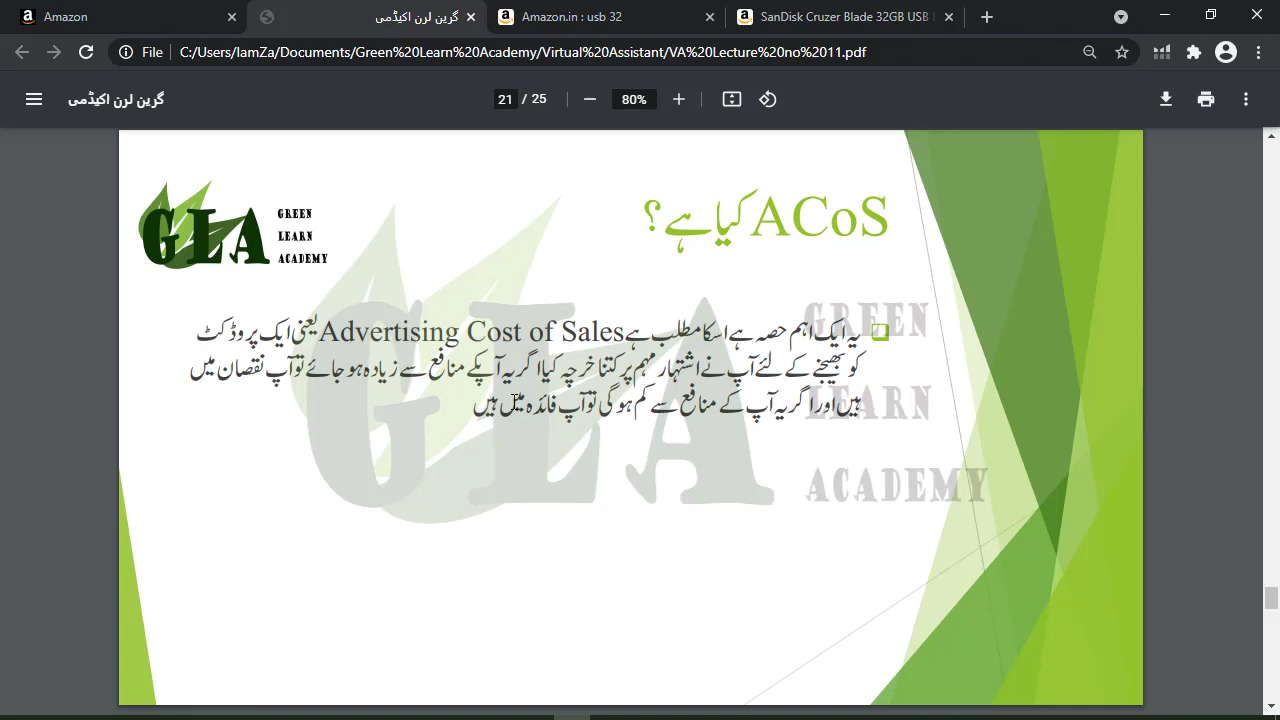 Amazon
گرین لرن اکیڈمی
Amazon.in : usb 32
SanDisk Cruzer Blade 32GB USB
File C:/Users/IamZa/Documents/Green%20Learn%20Academy/Virtual%20Assistant/VA%20Lecture%20no%2011.pdf
گرین لرن اکیڈمی
21 / 25
80%
GLA
GREEN
LEARN
ACADEMY
ACoS کیا ہے؟
یہ ایک اہم حصہ ہے اسکا مطلب ہے Advertising Cost of Sales یعنی ایک پروڈکٹ
کو بھیجنے کے لئے آپ نے اشتہار مہم پر کتنا خرچہ کیا اگر یہ آپکے منافع سے زیادہ ہو جائے تو آپ نقصان میں
ہیں اور اگر یہ آپ کے منافع سے کم ہوگی تو آپ فائدہ میں ہیں
GLA
GREEN
LEARN
ACADEMY